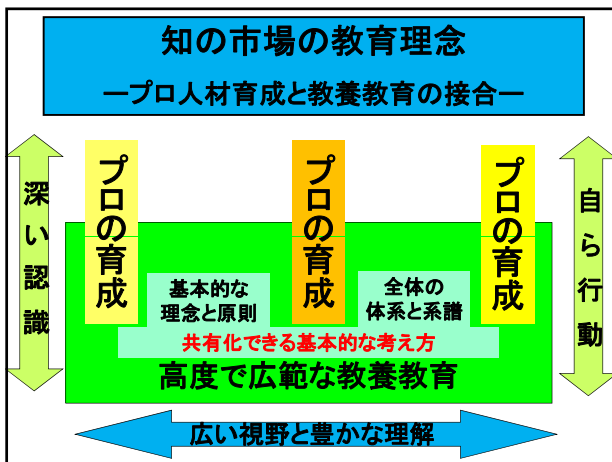 知の市場の教育理念
ープロ人材育成と教養教育の接合ー
深い認識
プロの育成
プロの育成
プロの育成
自ら行動
基本的な
理念と原則
全体の
体系と系譜
共有化できる基本的な考え方
高度で広範な教養教育
広い視野と豊かな理解